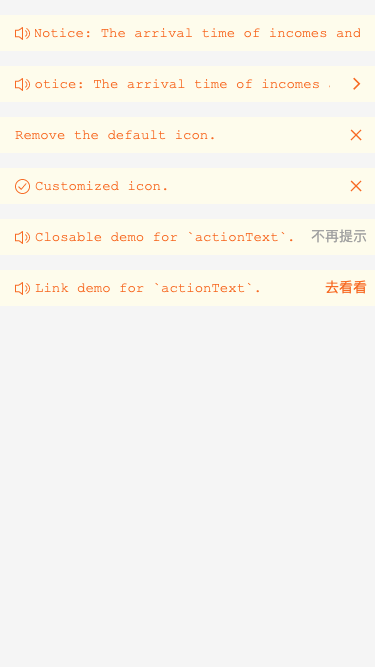 Notice: The arrival time of incomes and
otice: The arrival time of incomes
Remove the default icon.
Customized icon.
Closable demo for `actionText`. 不再提示
Link demo for `actionText`. 去看看